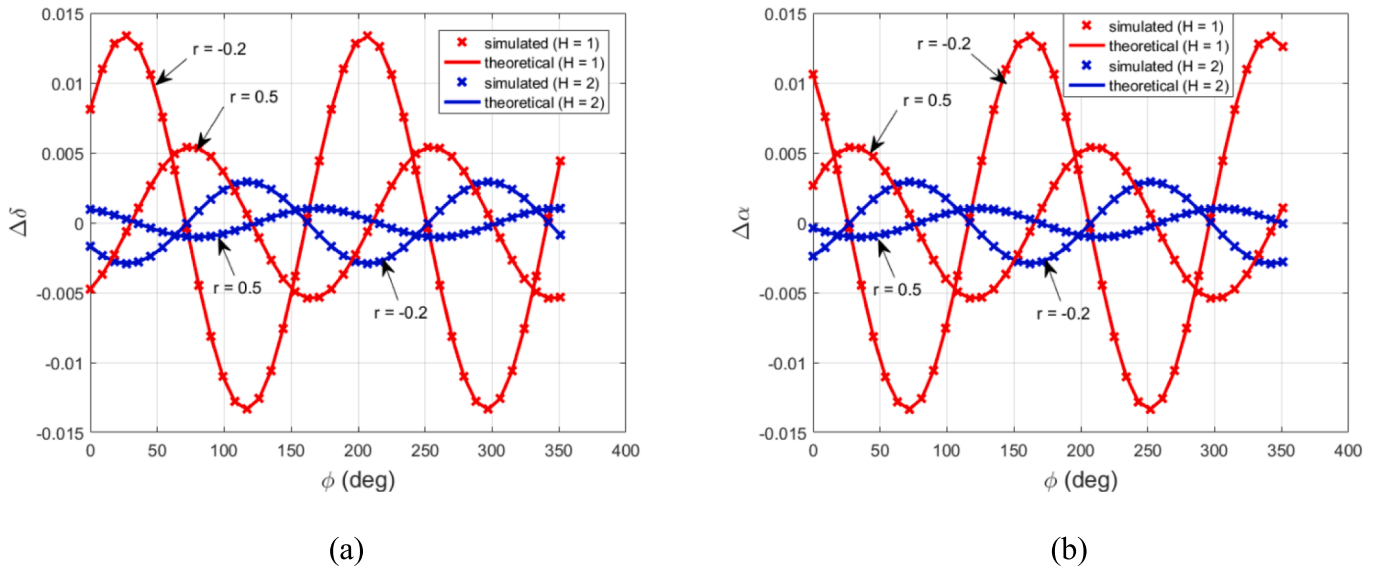 0.015
0.01
0.005
0
-0.005
-0.01
-0.015
Δδ
0 50 100 150 200 250 300 350 400
ϕ (deg)
simulated (H = 1)
theoretical (H = 1)
simulated (H = 2)
theoretical (H = 2)
r = -0.2
r = 0.5
r = 0.5
r = -0.2
(a)
0.015
0.01
0.005
0
-0.005
-0.01
-0.015
Δα
0 50 100 150 200 250 300 350 400
ϕ (deg)
simulated (H = 1)
theoretical (H = 1)
simulated (H = 2)
theoretical (H = 2)
r = -0.2
r = 0.5
r = 0.5
r = -0.2
(b)